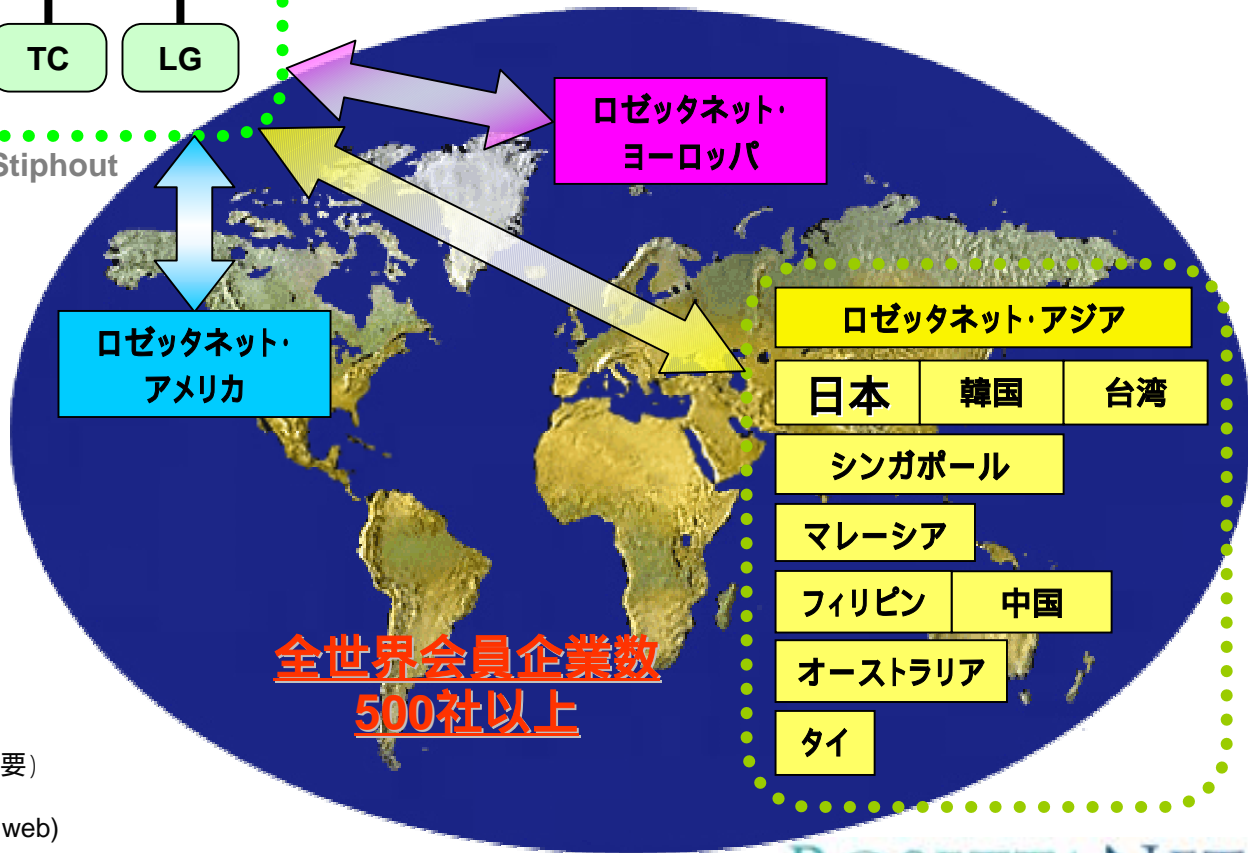 TC LG
Stiphout
ロゼッタネット・
ヨーロッパ
ロゼッタネット・
アメリカ
ロゼッタネット・アジア
日本 韓国 台湾
シンガポール
マレーシア
フィリピン 中国
オーストラリア
タイ
全世界会員企業数
500社以上
要)
web)